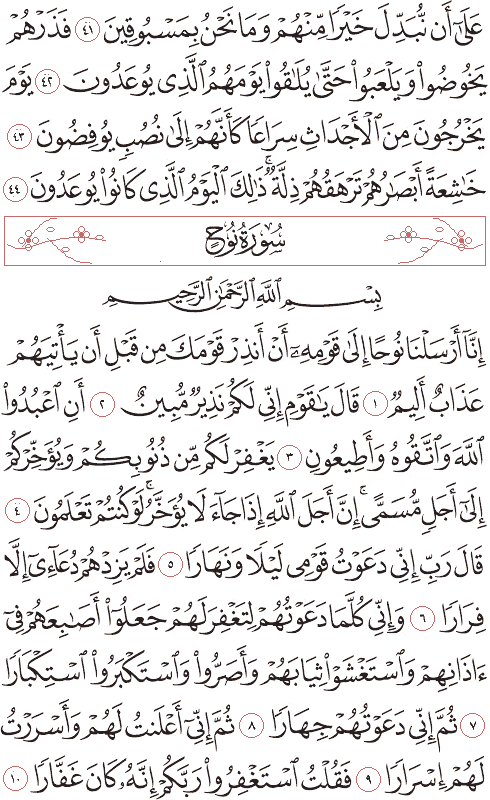 عَلَىٰٓ أَن نُّبَدِّلَ خَيْرًا مِّنْهُمْ وَمَا نَحْنُ بِمَسْبُوقِينَ ٤١ فَذَرْهُمْ
يَخُوضُوا۟ وَيَلْعَبُوا۟ حَتَّىٰ يُلَٰقُوا۟ يَوْمَهُمُ ٱلَّذِى يُوعَدُونَ ٤٢ يَوْمَ
يَخْرُجُونَ مِنَ ٱلْأَجْدَاثِ سِرَاعًا كَأَنَّهُمْ إِلَىٰ نُصُبٍ يُوفِضُونَ ٤٣
خَٰشِعَةً أَبْصَٰرُهُمْ تَرْهَقُهُمْ ذِلَّةٌ ۚ ذَٰلِكَ ٱلْيَوْمُ ٱلَّذِى كَانُوا۟ يُوعَدُونَ ٤٤
سُورَةُ نُوحٍ
بِسْمِ ٱللَّهِ ٱلرَّحْمَٰنِ ٱلرَّحِيمِ
إِنَّآ أَرْسَلْنَا نُوحًا إِلَىٰ قَوْمِهِۦٓ أَنْ أَنذِرْ قَوْمَكَ مِن قَبْلِ أَن يَأْتِيَهُمْ
عَذَابٌ أَلِيمٌ ١ قَالَ يَٰقَوْمِ إِنِّى لَكُمْ نَذِيرٌ مُّبِينٌ ٢ أَنِ ٱعْبُدُوا۟
ٱللَّهَ وَٱتَّقُوهُ وَأَطِيعُونِ ٣ يَغْفِرْ لَكُم مِّن ذُنُوبِكُمْ وَيُؤَخِّرْكُمْ
إِلَىٰٓ أَجَلٍ مُّسَمًّى ۚ إِنَّ أَجَلَ ٱللَّهِ إِذَا جَآءَ لَا يُؤَخَّرُ ۖ لَوْ كُنتُمْ تَعْلَمُونَ ٤
قَالَ رَبِّ إِنِّى دَعَوْتُ قَوْمِى لَيْلًا وَنَهَارًا ٥ فَلَمْ يَزِدْهُمْ دُعَآءِىٓ إِلَّا
فِرَارًا ٦ وَإِنِّى كُلَّمَا دَعَوْتُهُمْ لِتَغْفِرَ لَهُمْ جَعَلُوٓا۟ أَصَٰبِعَهُمْ فِىٓ
ءَاذَانِهِمْ وَٱسْتَغْشَوْا۟ ثِيَابَهُمْ وَأَصَرُّوا۟ وَٱسْتَكْبَرُوا۟ ٱسْتِكْبَارًا
٧ ثُمَّ إِنِّى دَعَوْتُهُمْ جِهَارًا ٨ ثُمَّ إِنِّىٓ أَعْلَنتُ لَهُمْ وَأَسْرَرْتُ
لَهُمْ إِسْرَارًا ٩ فَقُلْتُ ٱسْتَغْفِرُوا۟ رَبَّكُمْ إِنَّهُۥ كَانَ غَفَّارًا ١٠